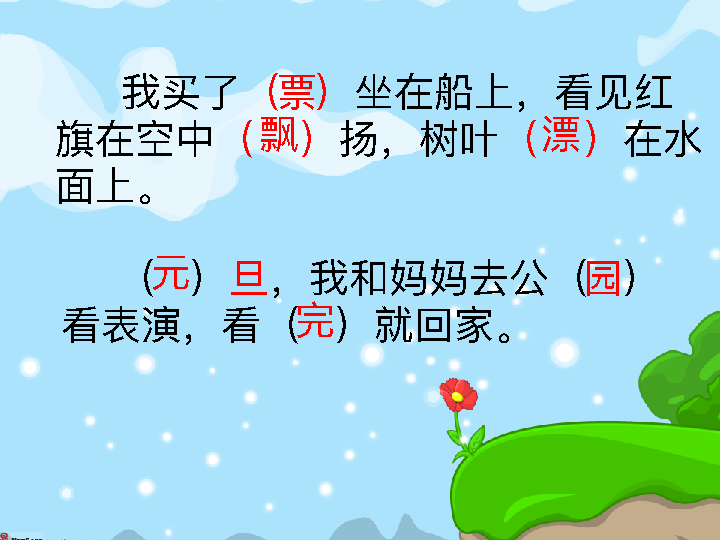 我买了（票）坐在船上，看见红
旗在空中（飘）扬，树叶（漂）在水
面上。
（元）旦，我和妈妈去公（园）
看表演，看（完）就回家。